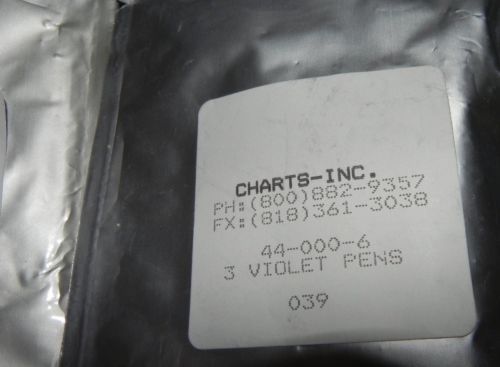 CHARTS-INC.
PH:(800)882-9357
FX:(818)361-3038
44-000-6
3 VIOLET PENS
039